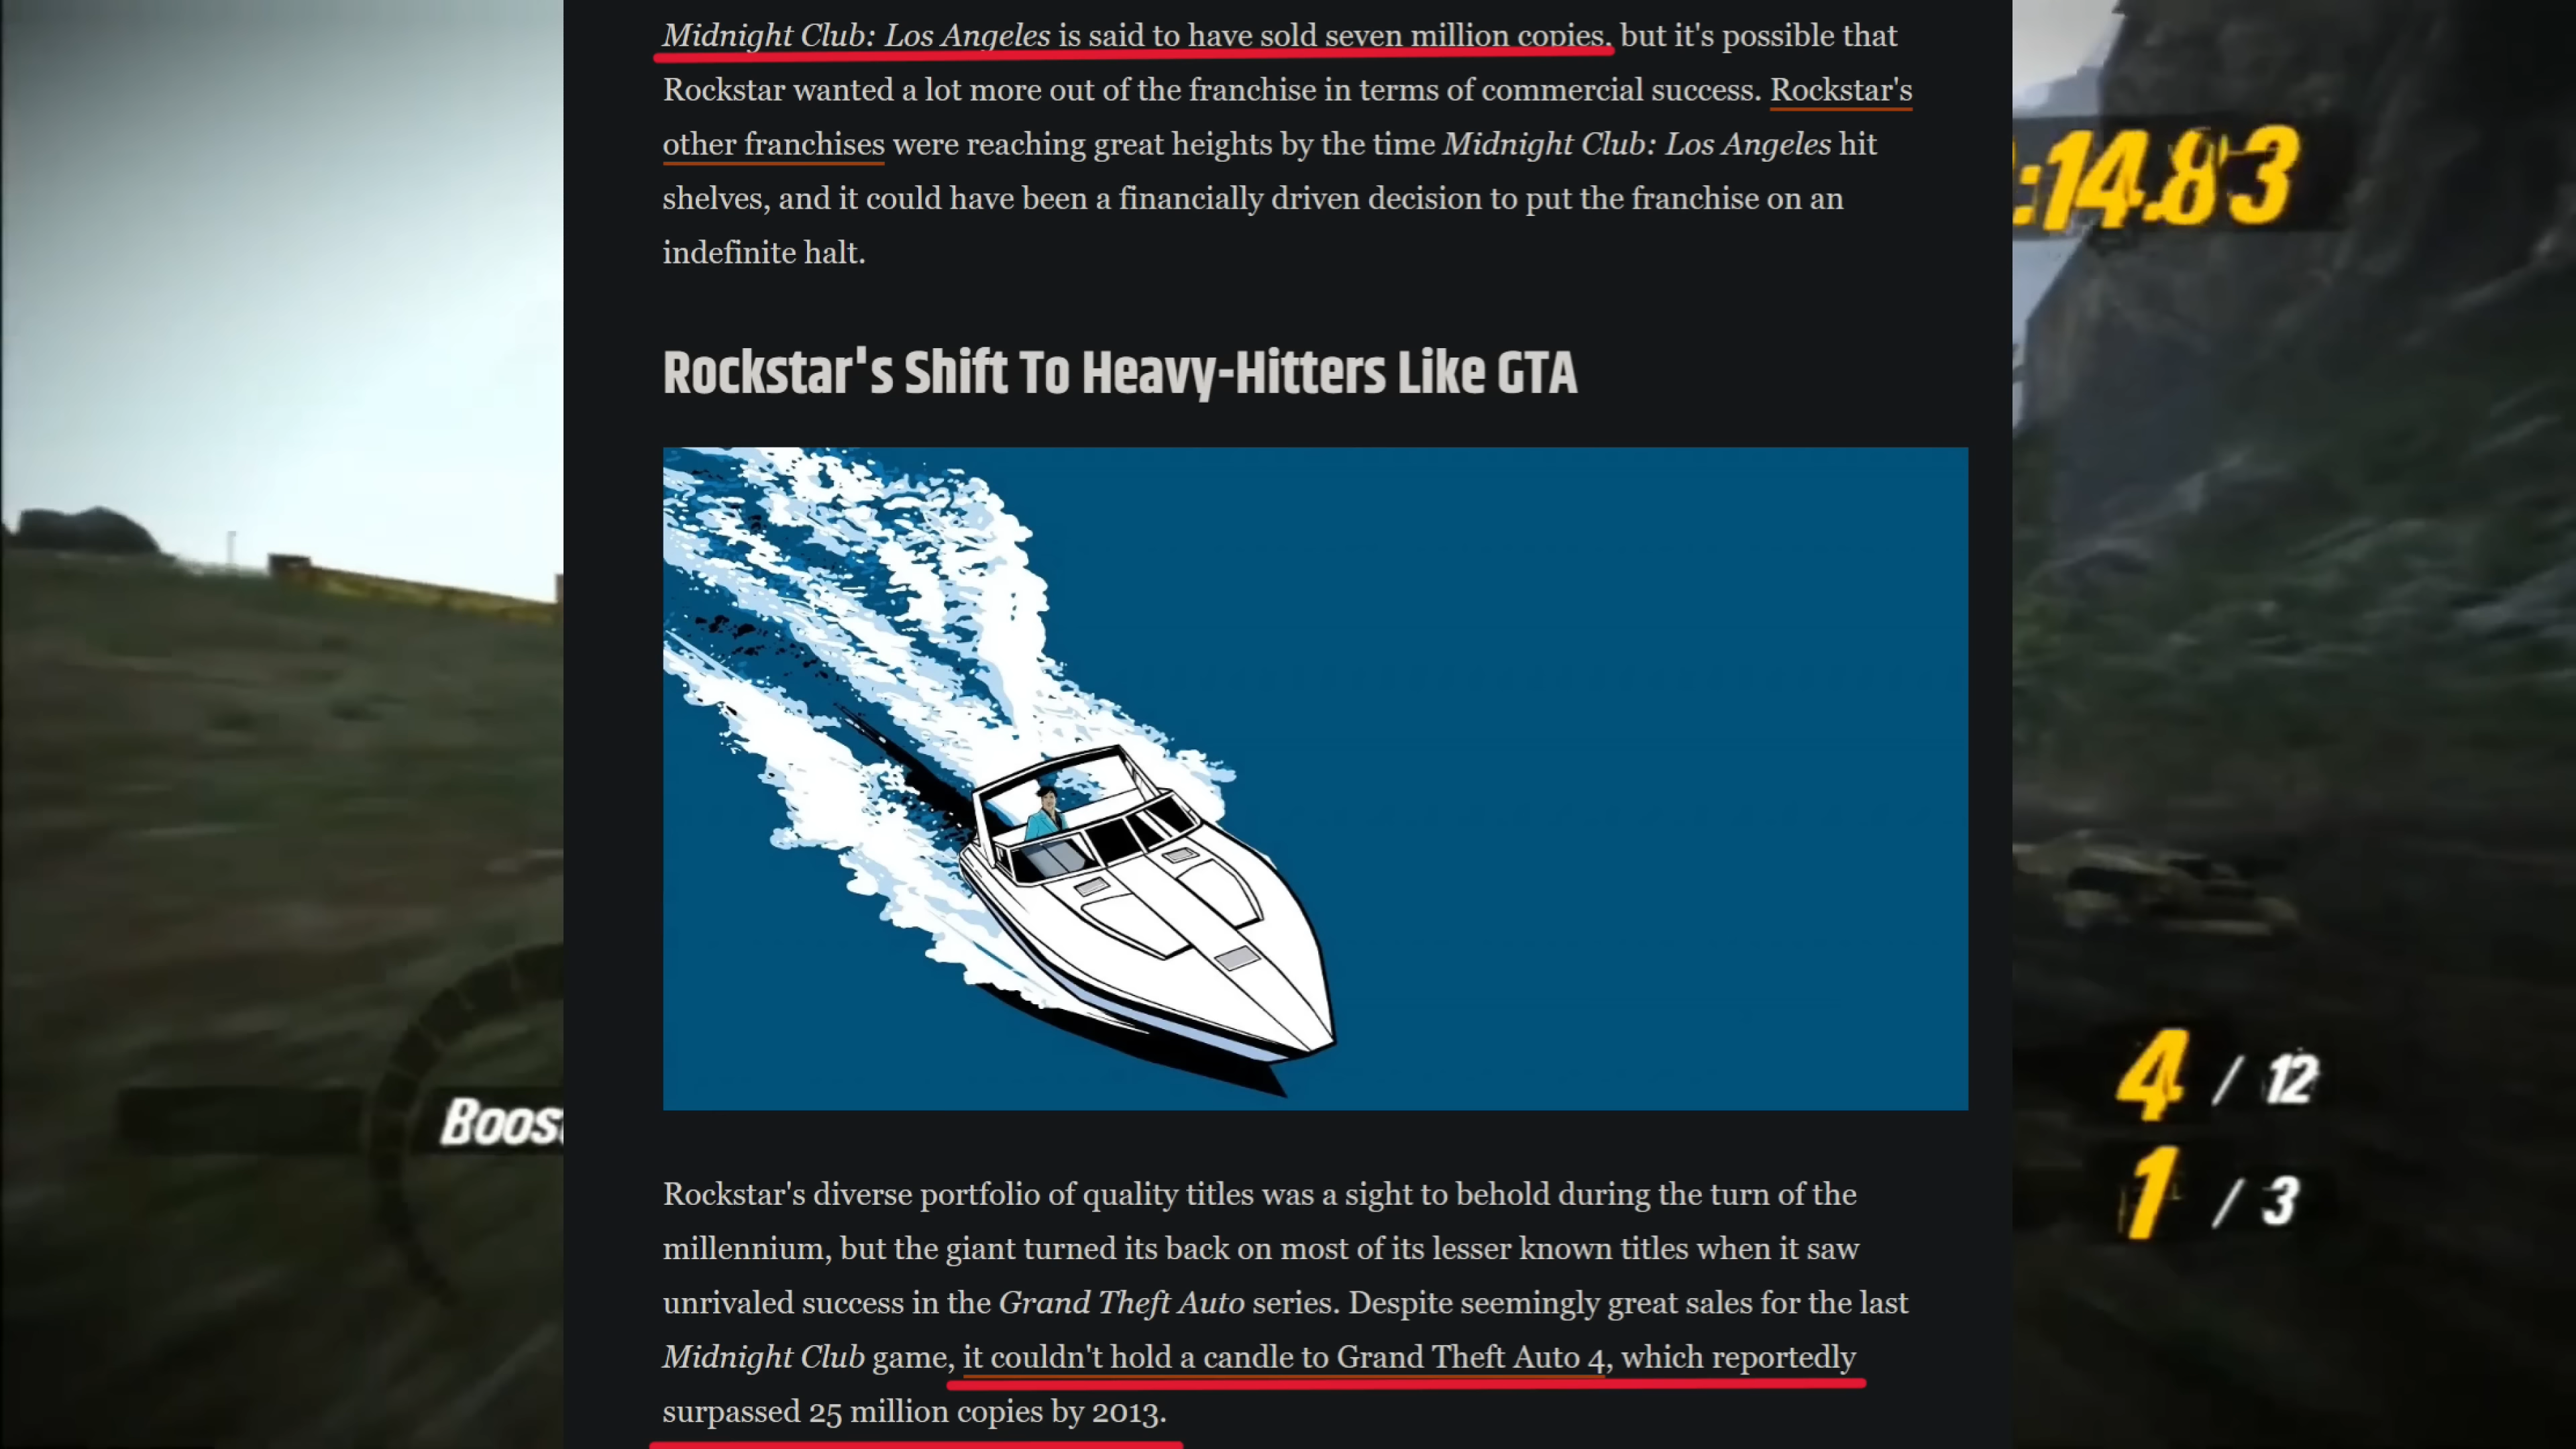 Midnight Club: Los Angeles is said to have sold seven million copies, but it's possible that
Rockstar wanted a lot more out of the franchise in terms of commercial success. Rockstar's
other franchises were reaching great heights by the time Midnight Club: Los Angeles hit
shelves, and it could have been a financially driven decision to put the franchise on an
indefinite halt.
:14.83
Rockstar's Shift To Heavy-Hitters Like GTA
Boost
4 / 12
1 / 3
Rockstar's diverse portfolio of quality titles was a sight to behold during the turn of the
millennium, but the giant turned its back on most of its lesser known titles when it saw
unrivaled success in the Grand Theft Auto series. Despite seemingly great sales for the last
Midnight Club game, it couldn't hold a candle to Grand Theft Auto 4, which reportedly
surpassed 25 million copies by 2013.